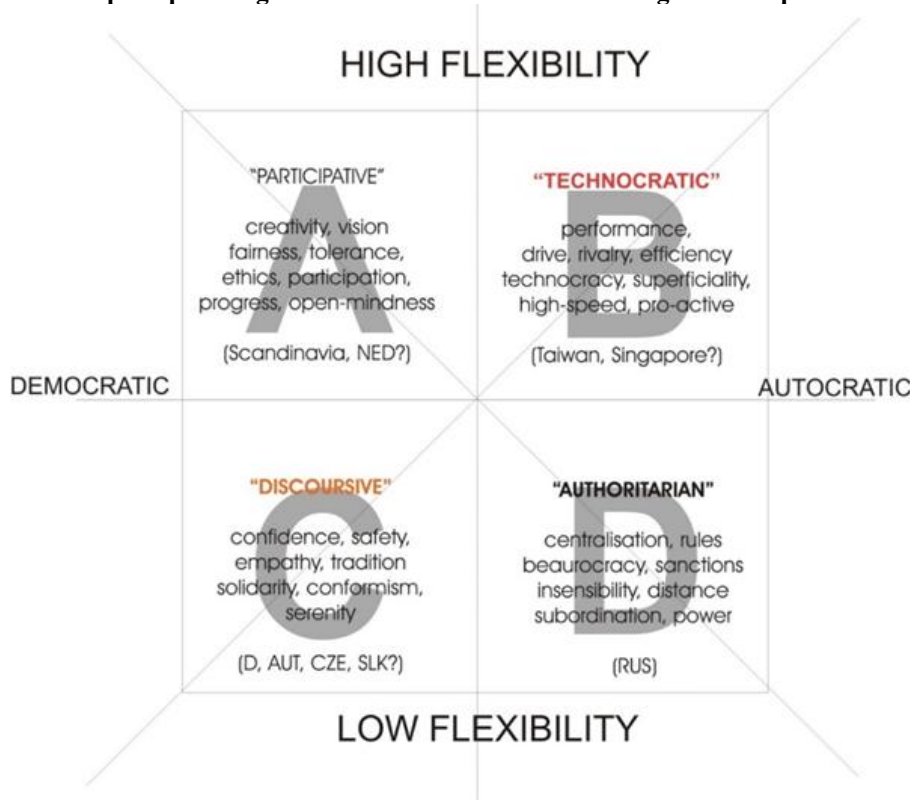 HIGH FLEXIBILITY
"PARTICIPATIVE"
creativity, vision
fairness, tolerance,
ethics, participation,
progress, open-mindness
(Scandinavia, NED?)
A
"TECHNOCRATIC"
performance,
drive, rivalry, efficiency
technocracy, superficiality,
high-speed, pro-active
(Taiwan, Singapore?)
B
DEMOCRATIC
AUTOCRATIC
"DISCOURSIVE"
confidence, safety,
empathy, tradition
solidarity, conformism,
serenity
(D, AUT, CZE, SLK?)
C
"AUTHORITARIAN"
centralisation, rules
beaurocracy, sanctions
insensibility, distance
subordination, power
(RUS)
D
LOW FLEXIBILITY